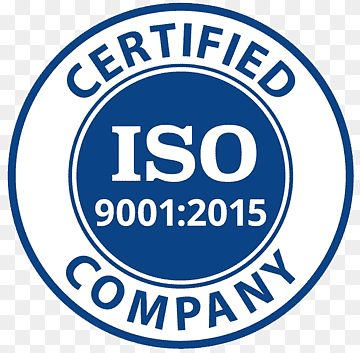 CERTIFIED
ISO
9001:2015
COMPANY